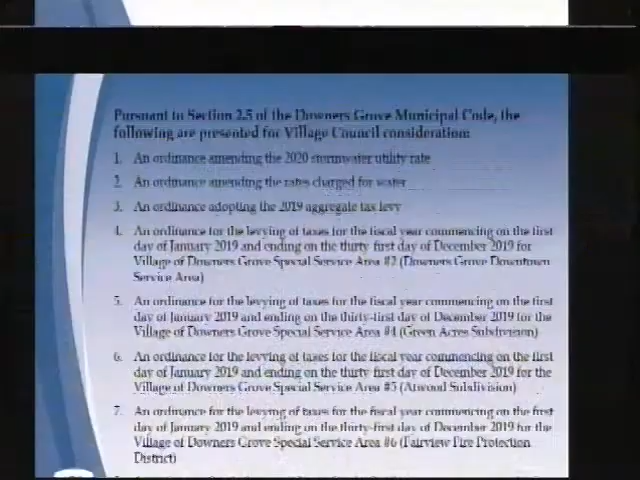 Pursuant to Section 2.5 of the Downers Grove Municipal Code, the
following are presented for Village Council consideration:
1. An ordinance amending the 2020 stormwater utility rate
2. An ordinance amending the rates charged for water
3. An ordinance adopting the 2019 aggregate tax levy
4. An ordinance for the levying of taxes for the fiscal year commencing on the first
day of January 2019 and ending on the thirty first day of December 2019 for
Village of Downers Grove Special Service Area #2 (Downers Grove Downtown
Service Area)
5. An ordinance for the levying of taxes for the fiscal year commencing on the first
day of January 2019 and ending on the thirty-first day of December 2019 for the
Village of Downers Grove Special Service Area #4 (Green Acres Subdivision)
6. An ordinance for the levying of taxes for the fiscal year commencing on the first
day of January 2019 and ending on the thirty first day of December 2019 for the
Village of Downers Grove Special Service Area #5 (Atwood Subdivision)
7. An ordinance for the levying of taxes for the fiscal year commencing on the first
day of January 2019 and ending on the thirty-first day of December 2019 for the
Village of Downers Grove Special Service Area #6 (Fairview Fire Protection
District)